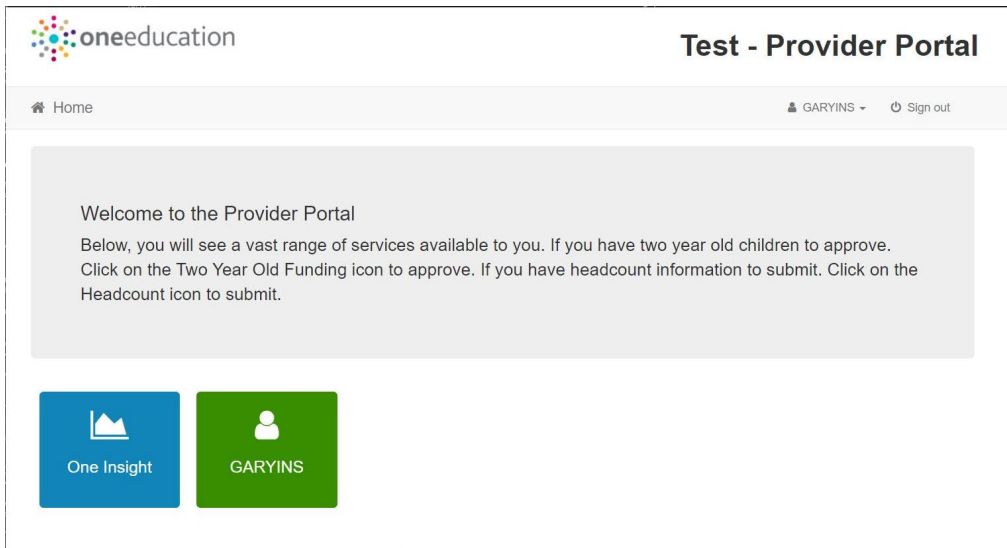 oneeducation
Test - Provider Portal
Home
GARYINS
Sign out
Welcome to the Provider Portal
Below, you will see a vast range of services available to you. If you have two year old children to approve.
Click on the Two Year Old Funding icon to approve. If you have headcount information to submit. Click on the
Headcount icon to submit.
One Insight
GARYINS